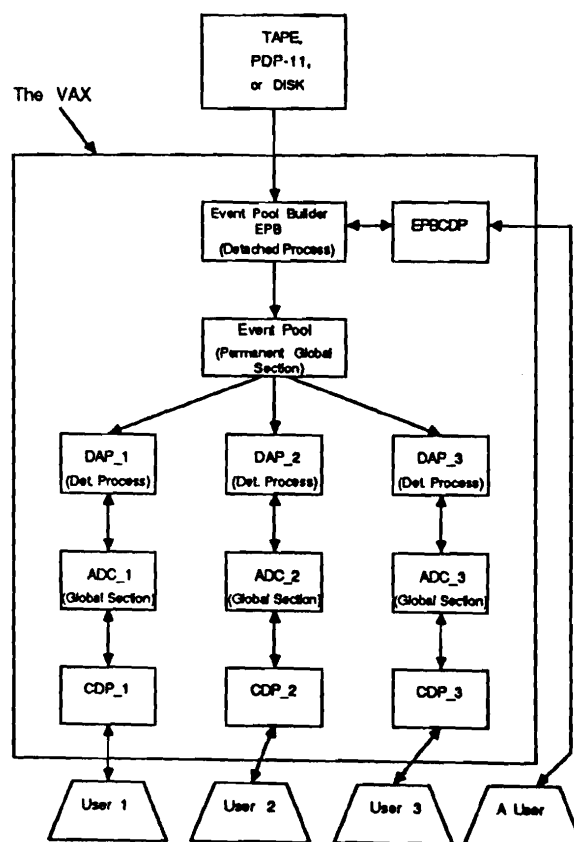 TAPE,
PDP-11,
or DISK
The VAX
Event Pool Builder
EPB
(Detached Process)
EPBCDP
Event Pool
(Permanent Global
Section)
DAP_1
(Det. Process)
DAP_2
(Det. Process)
DAP_3
(Det. Process)
ADC_1
(Global Section)
ADC_2
(Global Section)
ADC_3
(Global Section)
CDP_1
CDP_2
CDP_3
User 1
User 2
User 3
A User